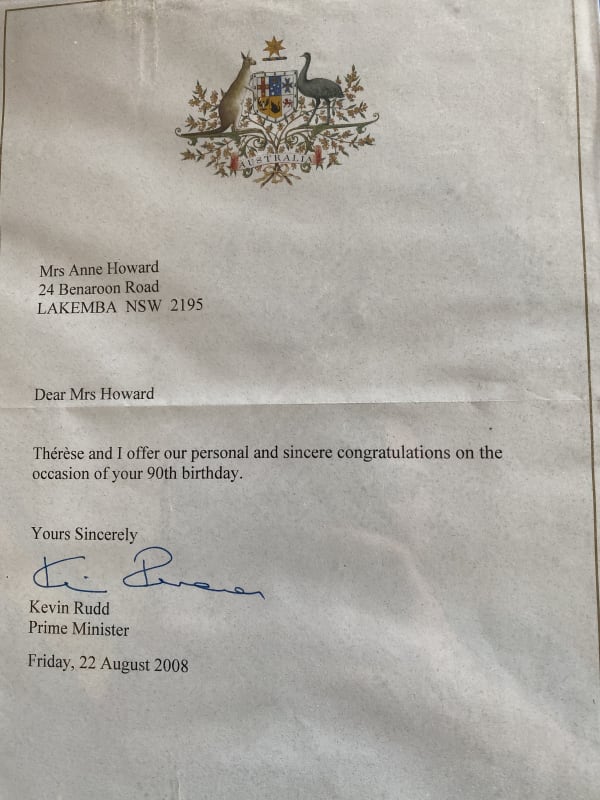 AUSTRALIA
Mrs Anne Howard
24 Benaroon Road
LAKEMBA NSW 2195
Dear Mrs Howard
Thérèse and I offer our personal and sincere congratulations on the
occasion of your 90th birthday.
Yours Sincerely
Kevin Rudd
Prime Minister
Friday, 22 August 2008